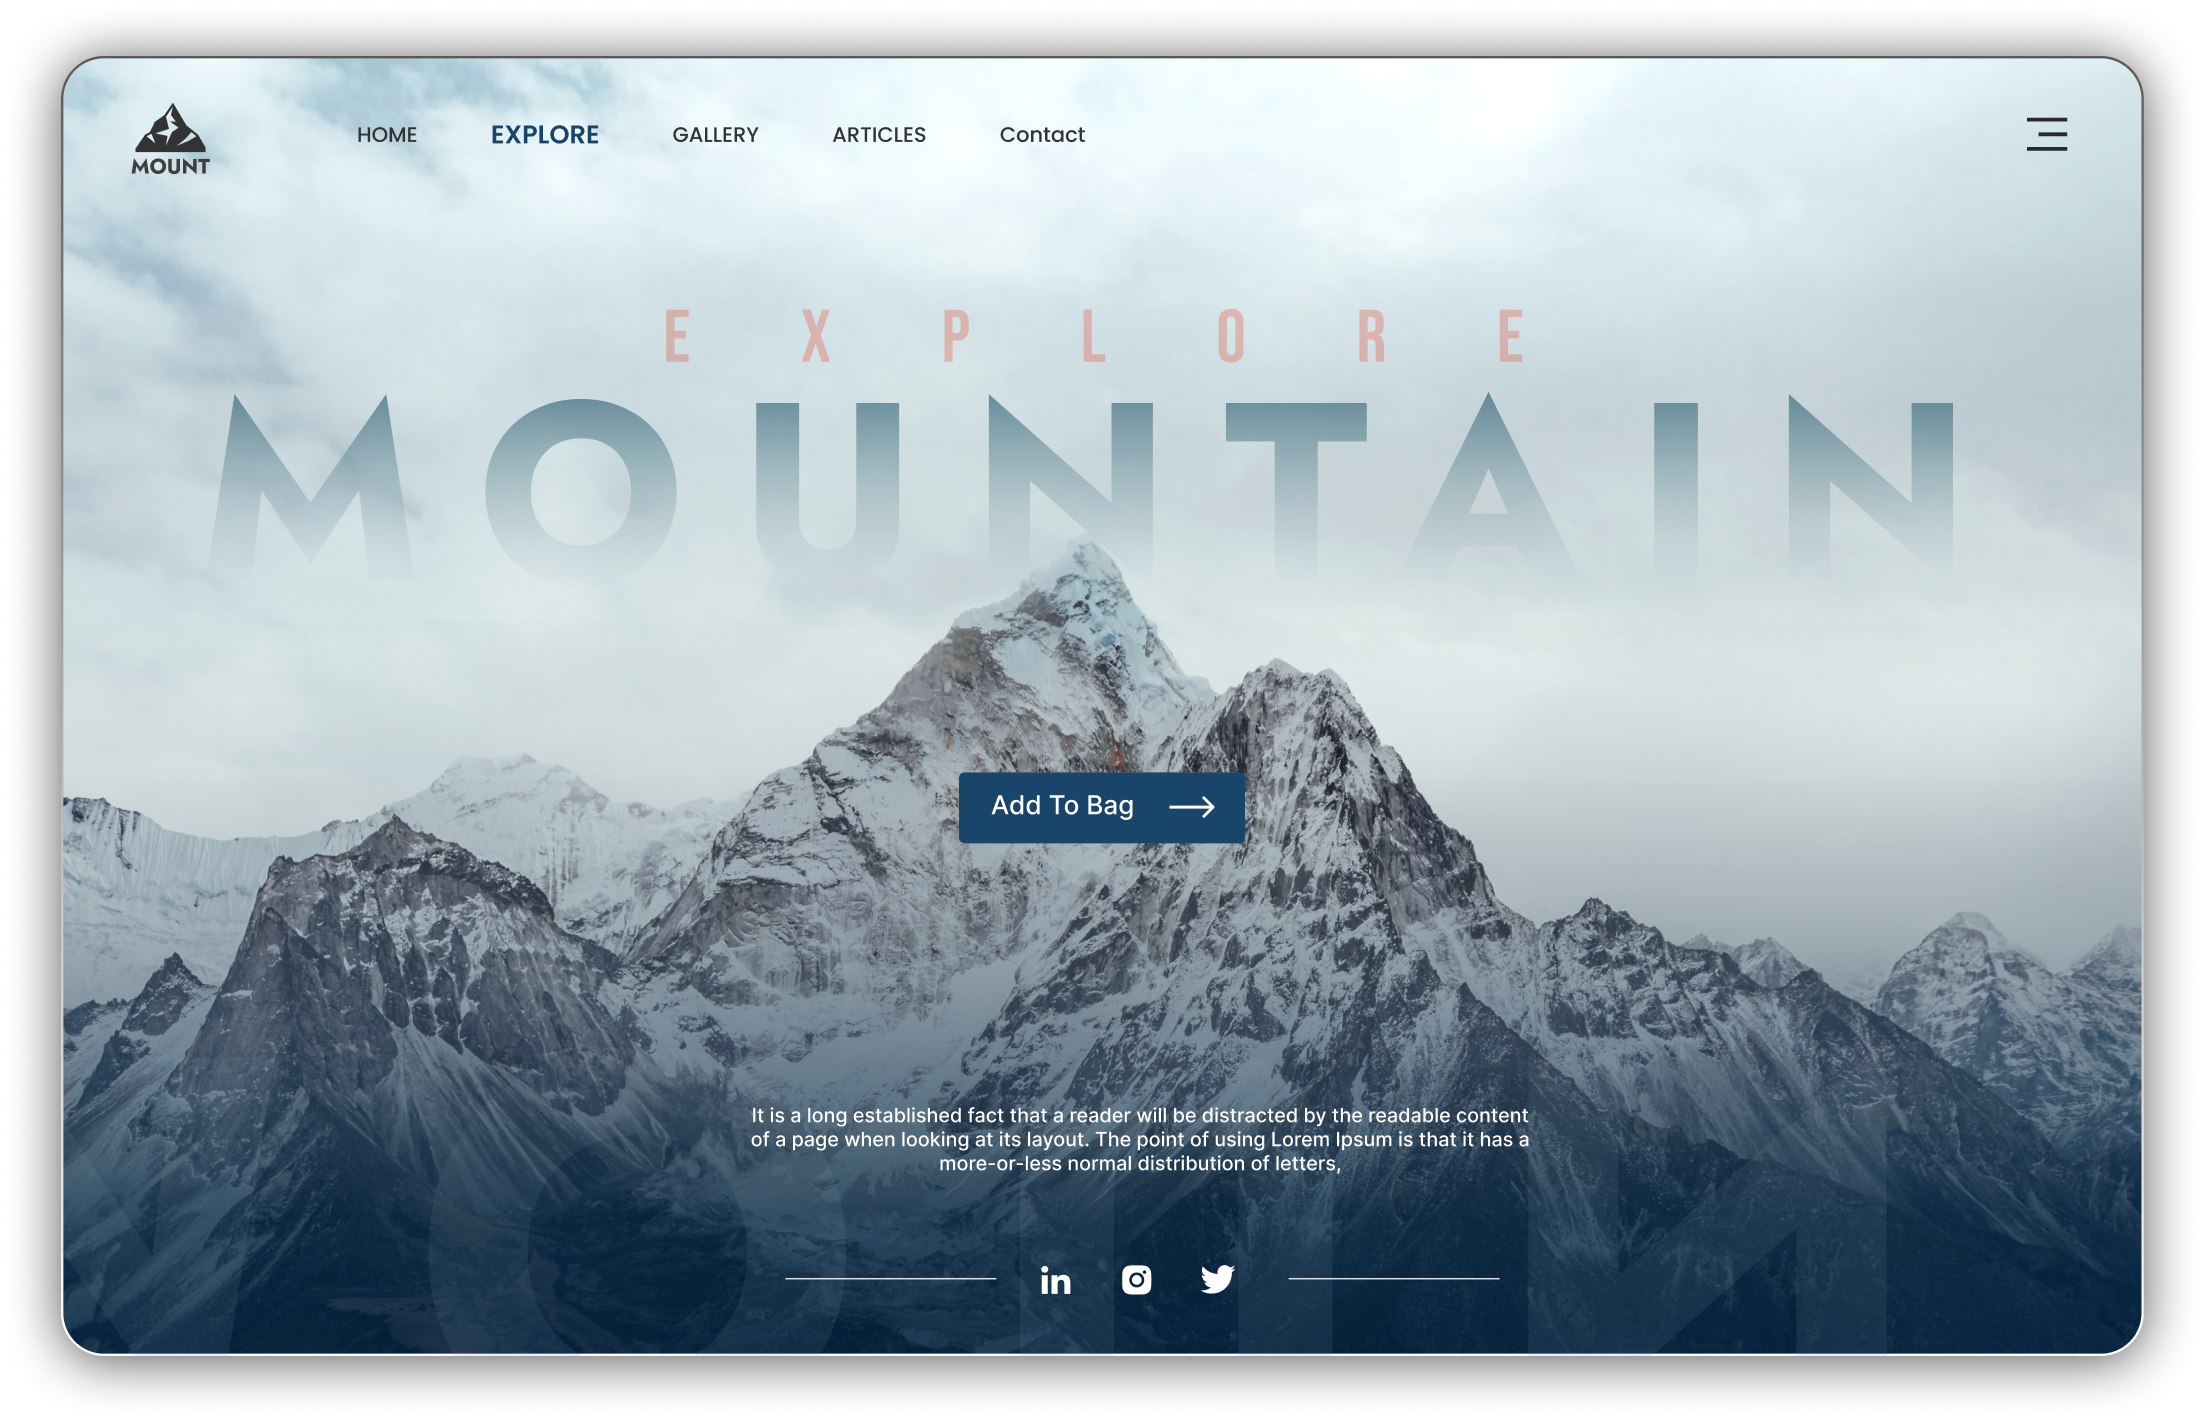 MOUNT
HOME EXPLORE GALLERY ARTICLES Contact
EXPLORE
MOUNTAIN
Add To Bag
It is a long established fact that a reader will be distracted by the readable content
of a page when looking at its layout. The point of using Lorem Ipsum is that it has a
more-or-less normal distribution of letters,
in